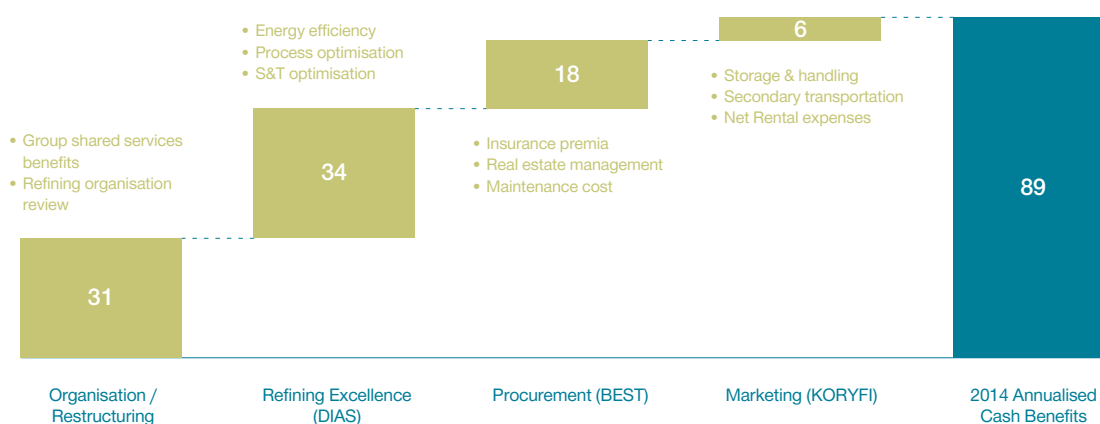 • Group shared services
benefits
• Refining organisation
review
31
Organisation /
Restructuring
• Energy efficiency
• Process optimisation
• S&T optimisation
34
Refining Excellence
(DIAS)
18
• Insurance premia
• Real estate management
• Maintenance cost
Procurement (BEST)
6
• Storage & handling
• Secondary transportation
• Net Rental expenses
Marketing (KORYFI)
89
2014 Annualised
Cash Benefits